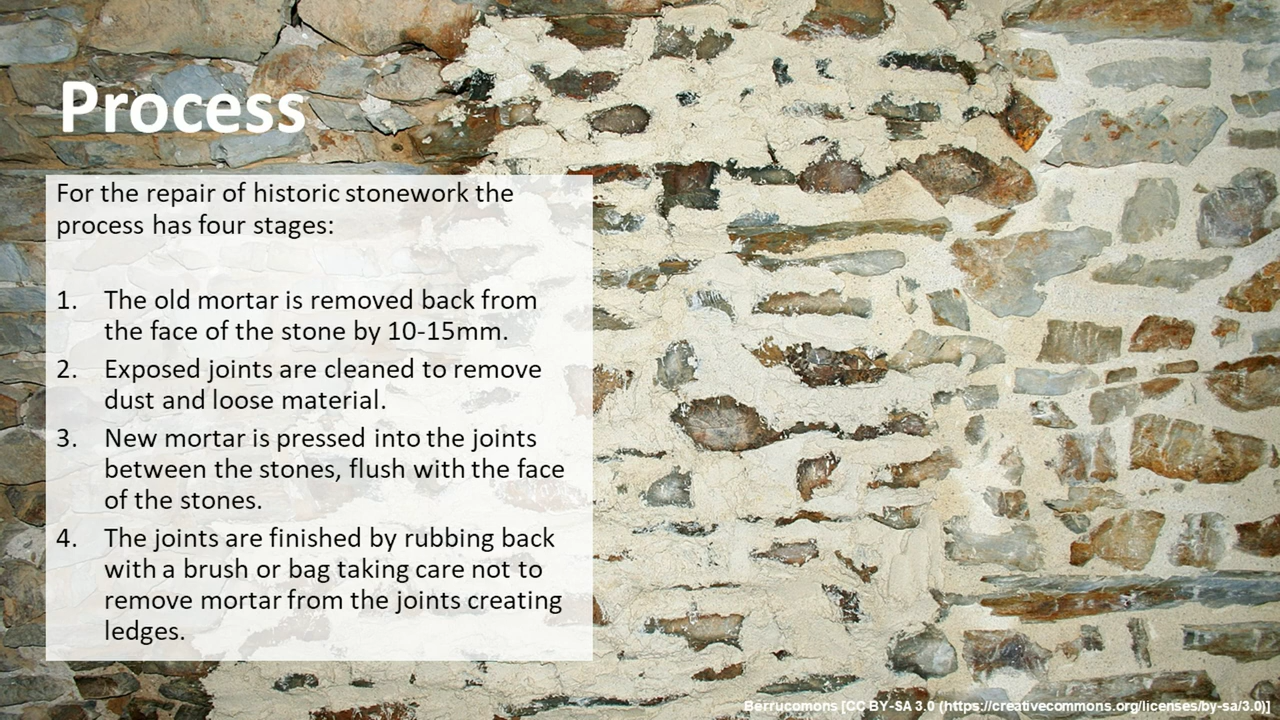 Process
For the repair of historic stonework the
process has four stages:
1. The old mortar is removed back from
the face of the stone by 10-15mm.
2. Exposed joints are cleaned to remove
dust and loose material.
3. New mortar is pressed into the joints
between the stones, flush with the face
of the stones.
4. The joints are finished by rubbing back
with a brush or bag taking care not to
remove mortar from the joints creating
ledges.
Berrucomons [CC BY-SA 3.0 (https://creativecommons.org/licenses/by-sa/3.0)]